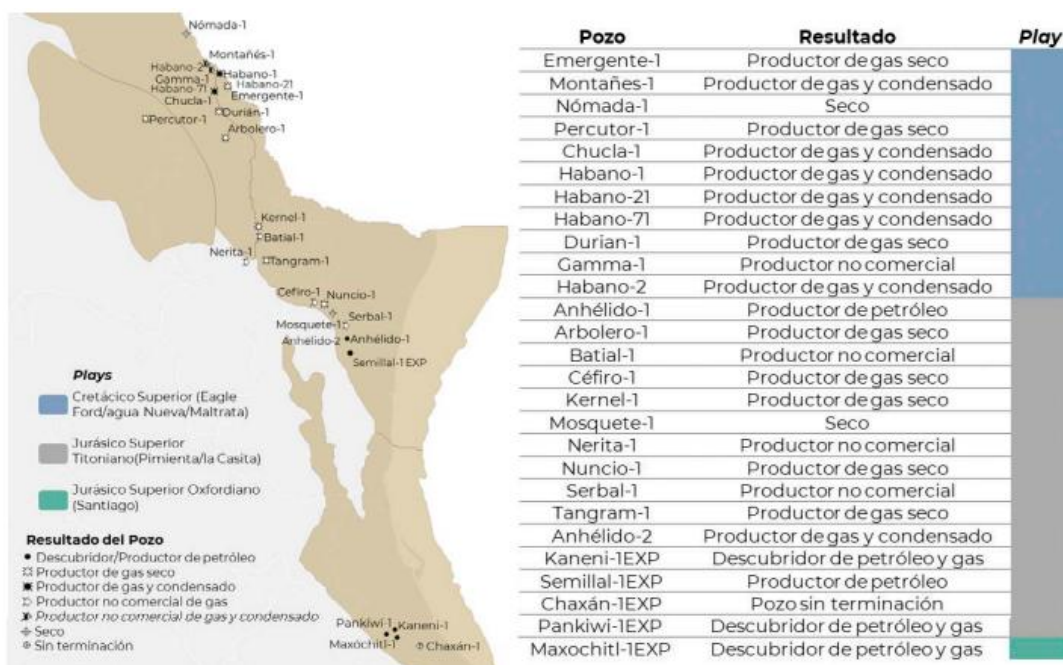 Nómada-1
Montañés-1
Habano-2
Habano-1
Gamma-1
Habano-21
Habano-71
Emergente-1
Chucla-1
Durián-1
Percutor-1
Arbolero-1
Kernel-1
Batial-1
Nerita-1
Tangram-1
Céfiro-1
Nuncio-1
Serbal-1
Mosquete-1
Anhélido-2
Anhélido-1
Semillal-1EXP
Plays
Cretácico Superior (Eagle
Ford/agua Nueva/Maltrata)
Jurásico Superior
Titoniano(Pimienta/la Casita)
Jurásico Superior Oxfordiano
(Santiago)
Resultado del Pozo
Descubridor/Productor de petróleo
Productor de gas seco
Productor de gas y condensado
Productor no comercial de gas
Productor no comercial de gas y condensado
Seco
Sin terminación
Pankiwi-1
Kaneni-1
Maxóchitl-1
Chaxán-1
Pozo Resultado Play
Emergente-1 Productor de gas seco
Montañes-1 Productor de gas y condensado
Nómada-1 Seco
Percutor-1 Productor de gas seco
Chucla-1 Productor de gas y condensado
Habano-1 Productor de gas y condensado
Habano-21 Productor de gas y condensado
Habano-71 Productor de gas y condensado
Durian-1 Productor de gas seco
Gamma-1 Productor no comercial
Habano-2 Productor de gas y condensado
Anhélido-1 Productor de petróleo
Arbolero-1 Productor de gas seco
Batial-1 Productor no comercial
Céfiro-1 Productor de gas seco
Kernel-1 Productor de gas seco
Mosquete-1 Seco
Nerita-1 Productor no comercial
Nuncio-1 Productor de gas seco
Serbal-1 Productor no comercial
Tangram-1 Productor de gas seco
Anhélido-2 Productor de gas y condensado
Kaneni-1EXP Descubridor de petróleo y gas
Semillal-1EXP Productor de petróleo
Chaxán-1EXP Pozo sin terminación
Pankiwi-1EXP Descubridor de petróleo y gas
Maxochitl-1EXP Descubridor de petróleo y gas